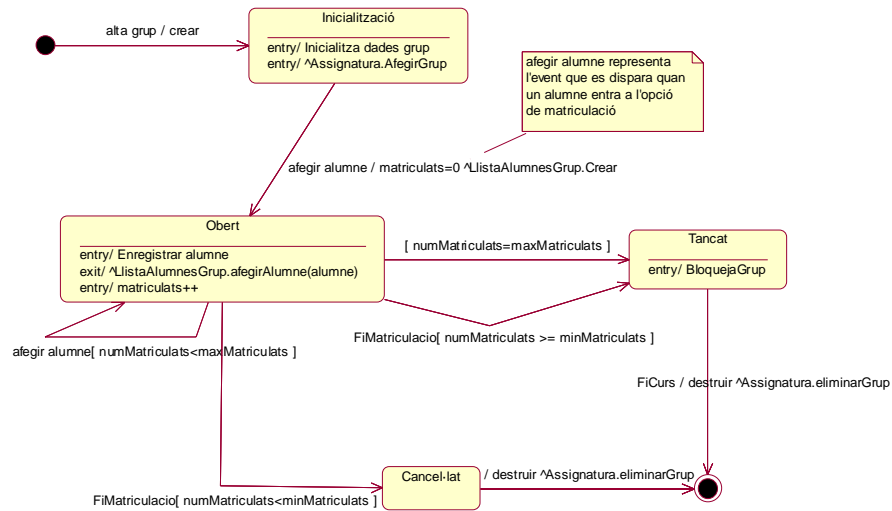 Inicialització
alta grup / crear
entry/ Inicialitza dades grup
entry/ ^Assignatura.AfegirGrup
afegir alumne representa
l'event que es dispara quan
un alumne entra a l'opció
de matriculació
afegir alumne / matriculats=0 ^LlistaAlumnesGrup.Crear
Obert
entry/ Enregistrar alumne
exit/ ^LlistaAlumnesGrup.afegirAlumne(alumne)
entry/ matriculats++
[ numMatriculats=maxMatriculats ]
Tancat
entry/ BloquejaGrup
FiMatriculacio[ numMatriculats >= minMatriculats ]
afegir alumne[ numMatriculats<maxMatriculats ]
FiCurs / destruir ^Assignatura.eliminarGrup
Cancel·lat
/ destruir ^Assignatura.eliminarGrup
FiMatriculacio[ numMatriculats<minMatriculats ]